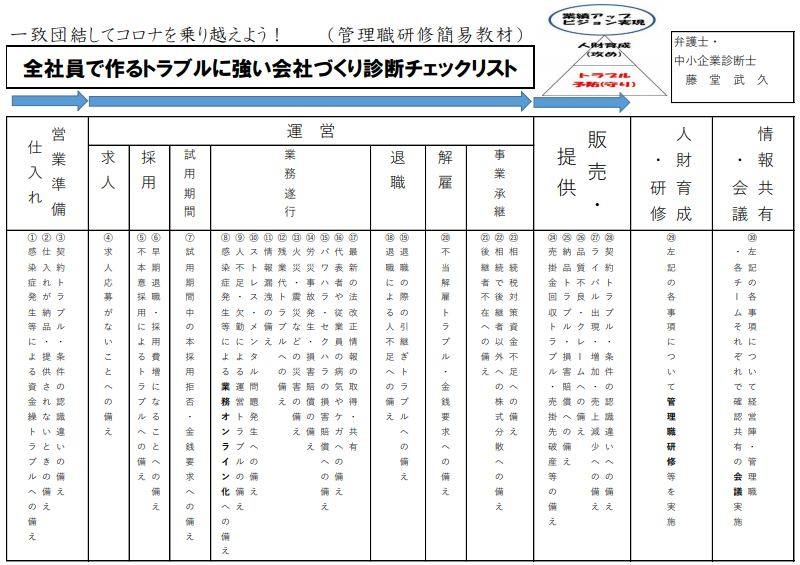 一致団結してコロナを乗り越えよう！　（管理職研修簡易教材）
全社員で作るトラブルに強い会社づくり診断チェックリスト
業績アップ
ビジョン実現
人財育成
(攻め)
トラブル
予防(守り)
弁護士・
中小企業診断士
藤　堂　武　久
営業準備
仕入れ
運営
求人
採用
試用期間
業務遂行
退職
解雇
事業承継
販売・
提供
人財育成
・研修
情報共有
・会議
①感染症発生等による資金繰トラブルへの備え
②仕入れが納品・提供されないときの備え
③契約トラブル・条件の認識違いの備え
④求人応募がないことへの備え
⑤不本意採用によるトラブルへの備え
⑥早期退職・採用費増になることへの備え
⑦試用期間中の本採用拒否・金銭要求への備え
⑧感染症発生等による業務オンライン化への備え
⑨人不足・欠勤による運営トラブルの備え
⑩ストレス・メンタル問題発生への備え
⑪情報漏洩の備え
⑫残業代トラブルへの備え
⑬火災・震災などの災害の備え
⑭労災事故発生・損害賠償の備え
⑮パワハラ・セクハラの損害賠償への備え
⑯代表者や従業員の病気やケガへの備え
⑰最新の法改正情報の取得・共有
⑱退職による人不足への備え
⑲退職の際の引継ぎトラブルへの備え
⑳不当解雇トラブル・金銭要求への備え
㉑後継者不在への備え
㉒相続で後継者以外への株式分散への備え
㉓相続税対策資金不足への備え
㉔売掛金回収トラブル・売掛先破産等の備え
㉕納品トラブル・損害賠償への備え
㉖品質不良・クレームへの備え
㉗ライバル出現・増加・売上減少への備え
㉘契約トラブル・条件の認識違いへの備え
㉙左記の各事項について管理職研修等を実施
㉚左記の各事項について経営陣・管理職
・各チームそれぞれで確認共有の会議実施